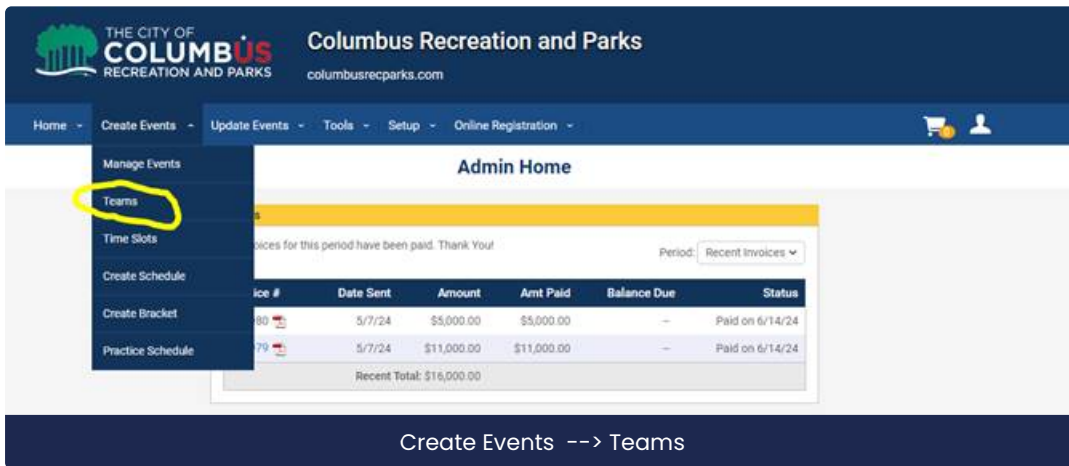 THE CITY OF
COLUMBUS
RECREATION AND PARKS
Columbus Recreation and Parks
columbusrecparks.com
Home Create Events Update Events Tools Setup Online Registration
Admin Home
Manage Events
Teams
Time Slots
Create Schedule
Create Bracket
Practice Schedule
s
oices for this period have been paid. Thank You!
Period: Recent Invoices
ice # Date Sent Amount Amt Paid Balance Due Status
80 5/7/24 $5,000.00 $5,000.00 – Paid on 6/14/24
79 5/7/24 $11,000.00 $11,000.00 – Paid on 6/14/24
Recent Total: $16,000.00
Create Events --> Teams